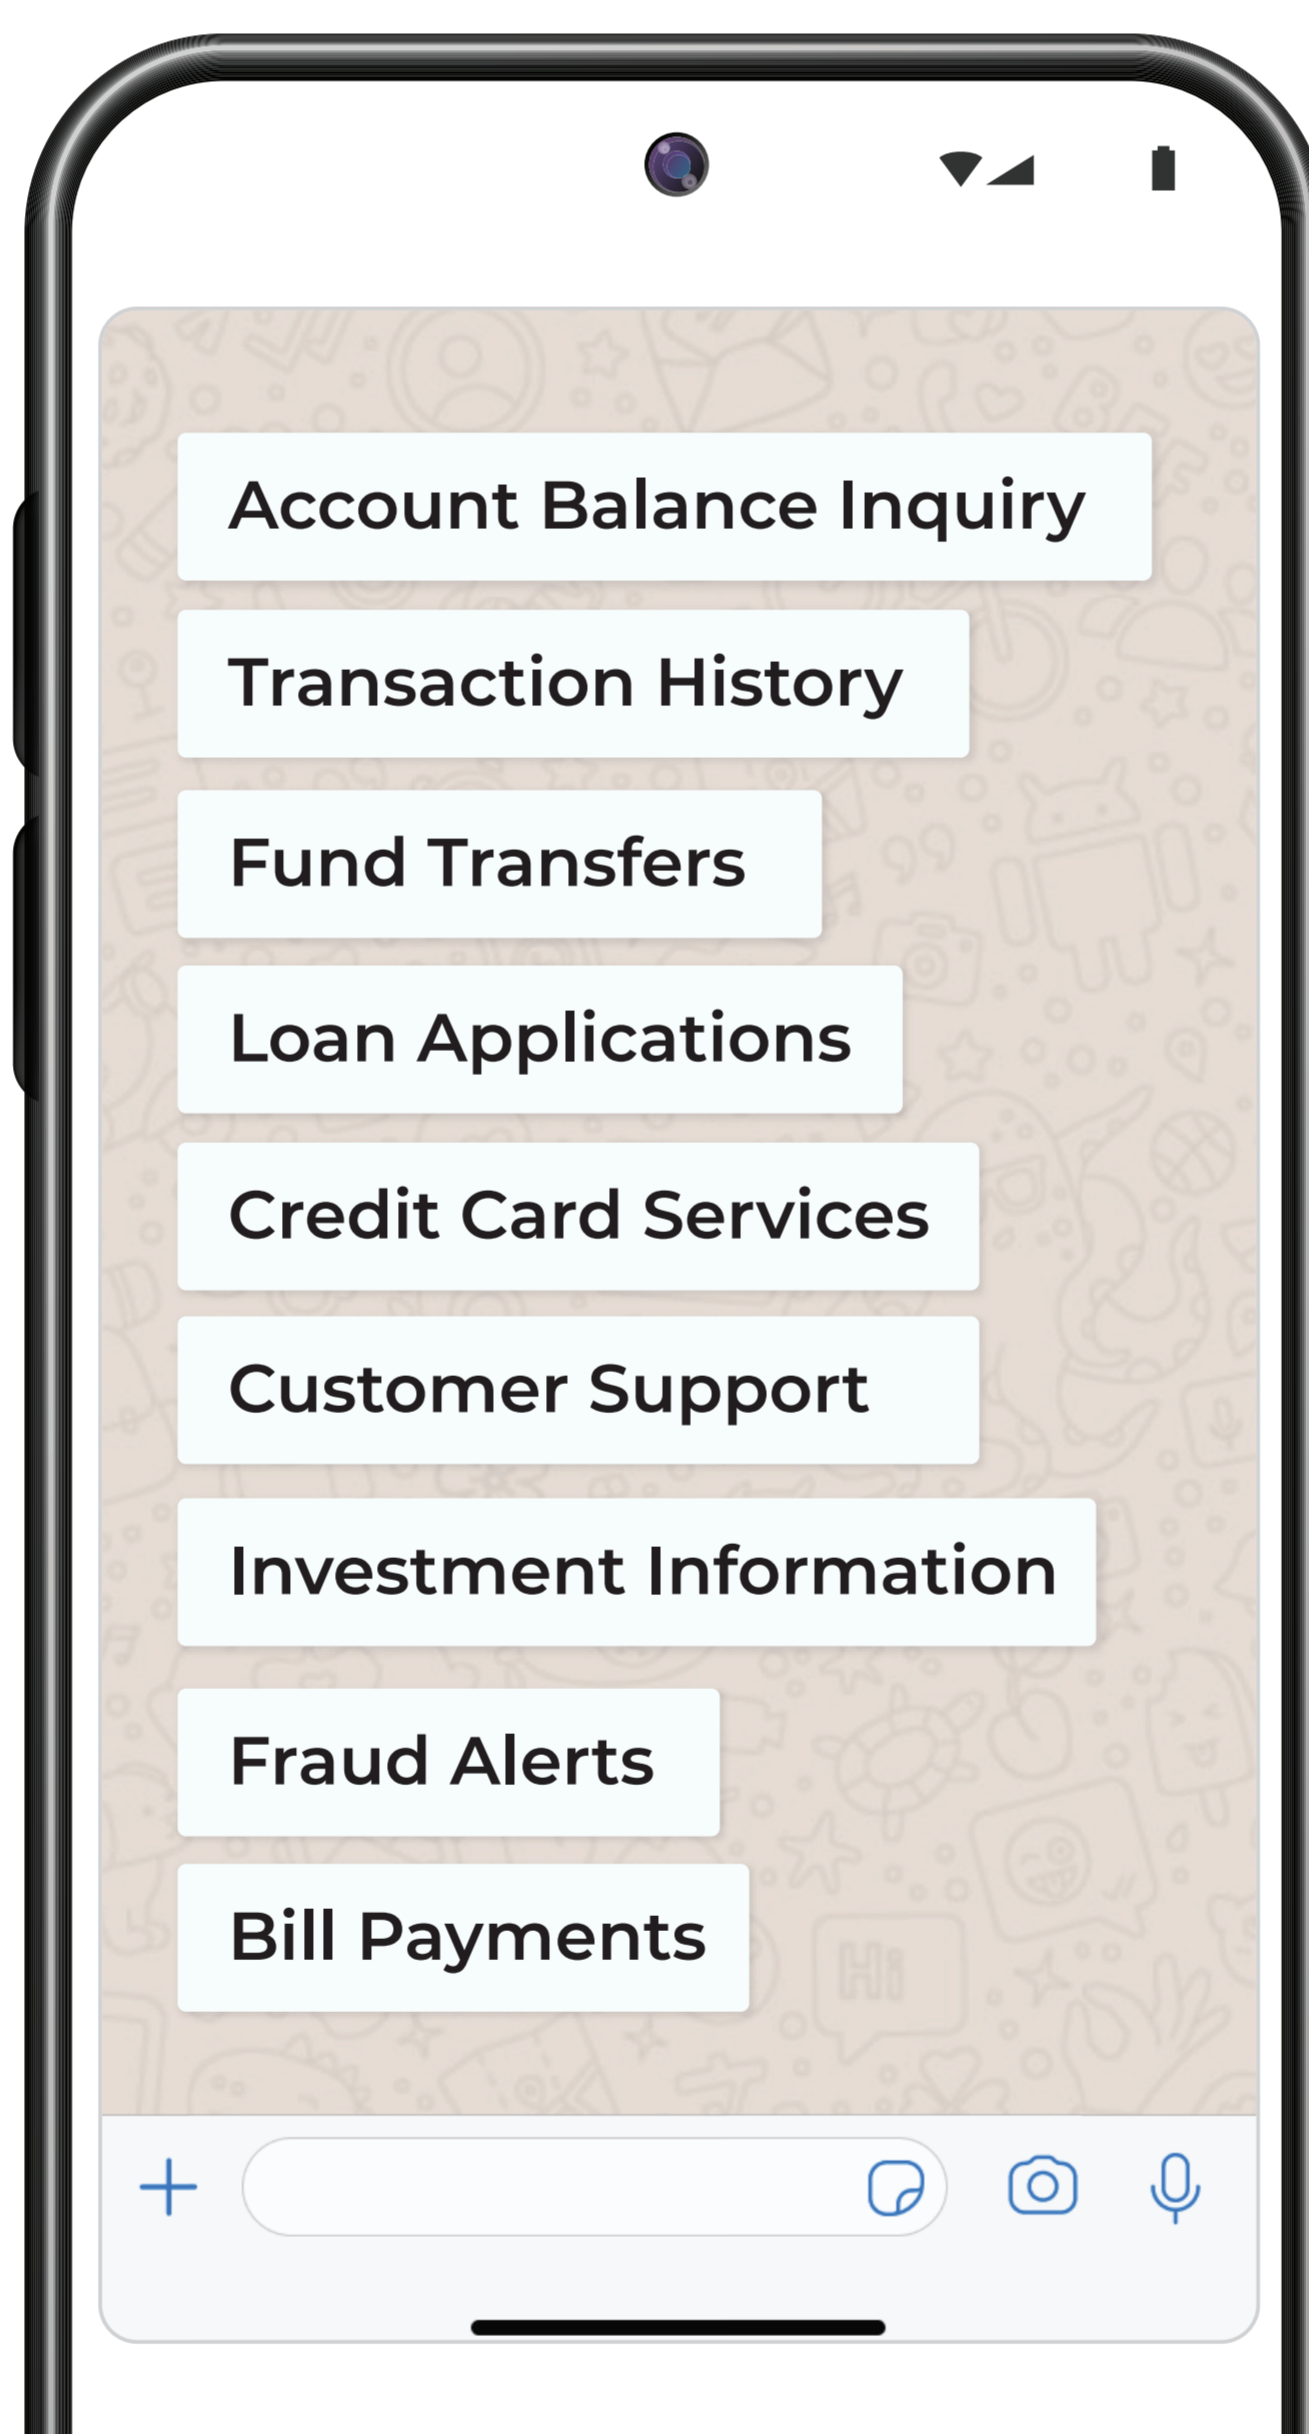 Account Balance Inquiry
Transaction History
Fund Transfers
Loan Applications
Credit Card Services
Customer Support
Investment Information
Fraud Alerts
Bill Payments
Hi